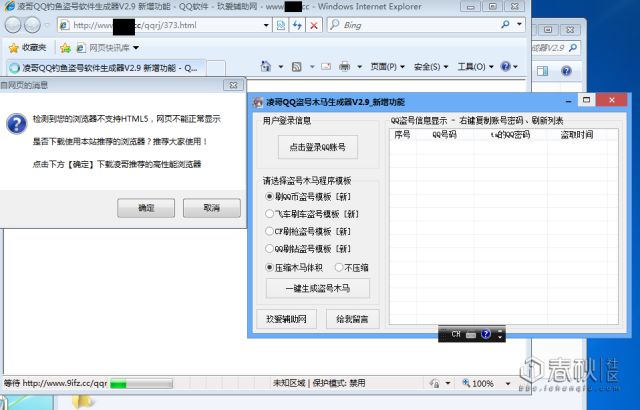 凌哥QQ钓鱼盗号软件生成器V2.9 新增功能 - QQ软件 - 玖爱辅助网 - www. cc - Windows Internet Explorer
http://www. cc/qqrj/373.html
Bing
收藏夹
网页快讯库
凌哥QQ钓鱼盗号软件生成器V2.9 新增功能 - Q...
页面(P)
安全(S)
工具(O)
自网页的消息
检测到您的浏览器不支持HTML5，网页不能正常显示
是否下载使用本站推荐的浏览器？推荐大家使用！
点击下方【确定】下载凌哥推荐的高性能浏览器
确定
取消
凌哥QQ盗号木马生成器V2.9_新增功能
用户登录信息
点击登录QQ账号
请选择盗号木马程序模板
刷QQ币盗号模板 [新]
飞车刷车盗号模板 [新]
CF刷枪盗号模板 [新]
QQ刷钻盗号模板 [新]
压缩木马体积
不压缩
一键生成盗号木马
玖爱辅助网
给我留言
QQ盗号信息显示 - 右键复制账号密码、刷新列表
序号
QQ号码
ta的QQ密码
盗取时间
CH
等待 http://www.9ifz.cc/qqr
未知区域 | 保护模式: 禁用
100%
春秋
社区
bbs.ichunqiu.com